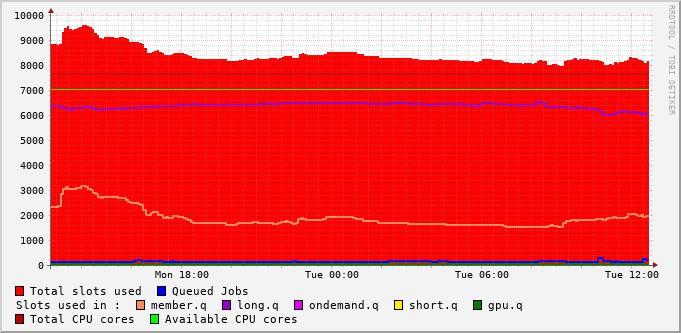 10000
9000
8000
7000
6000
5000
4000
3000
2000
1000
0
Mon 18:00 Tue 00:00 Tue 06:00 Tue 12:00
RRDTOOL / TOBI OETIKER
Total slots used Queued Jobs
Slots used in : member.q long.q ondemand.q short.q gpu.q
Total CPU cores Available CPU cores